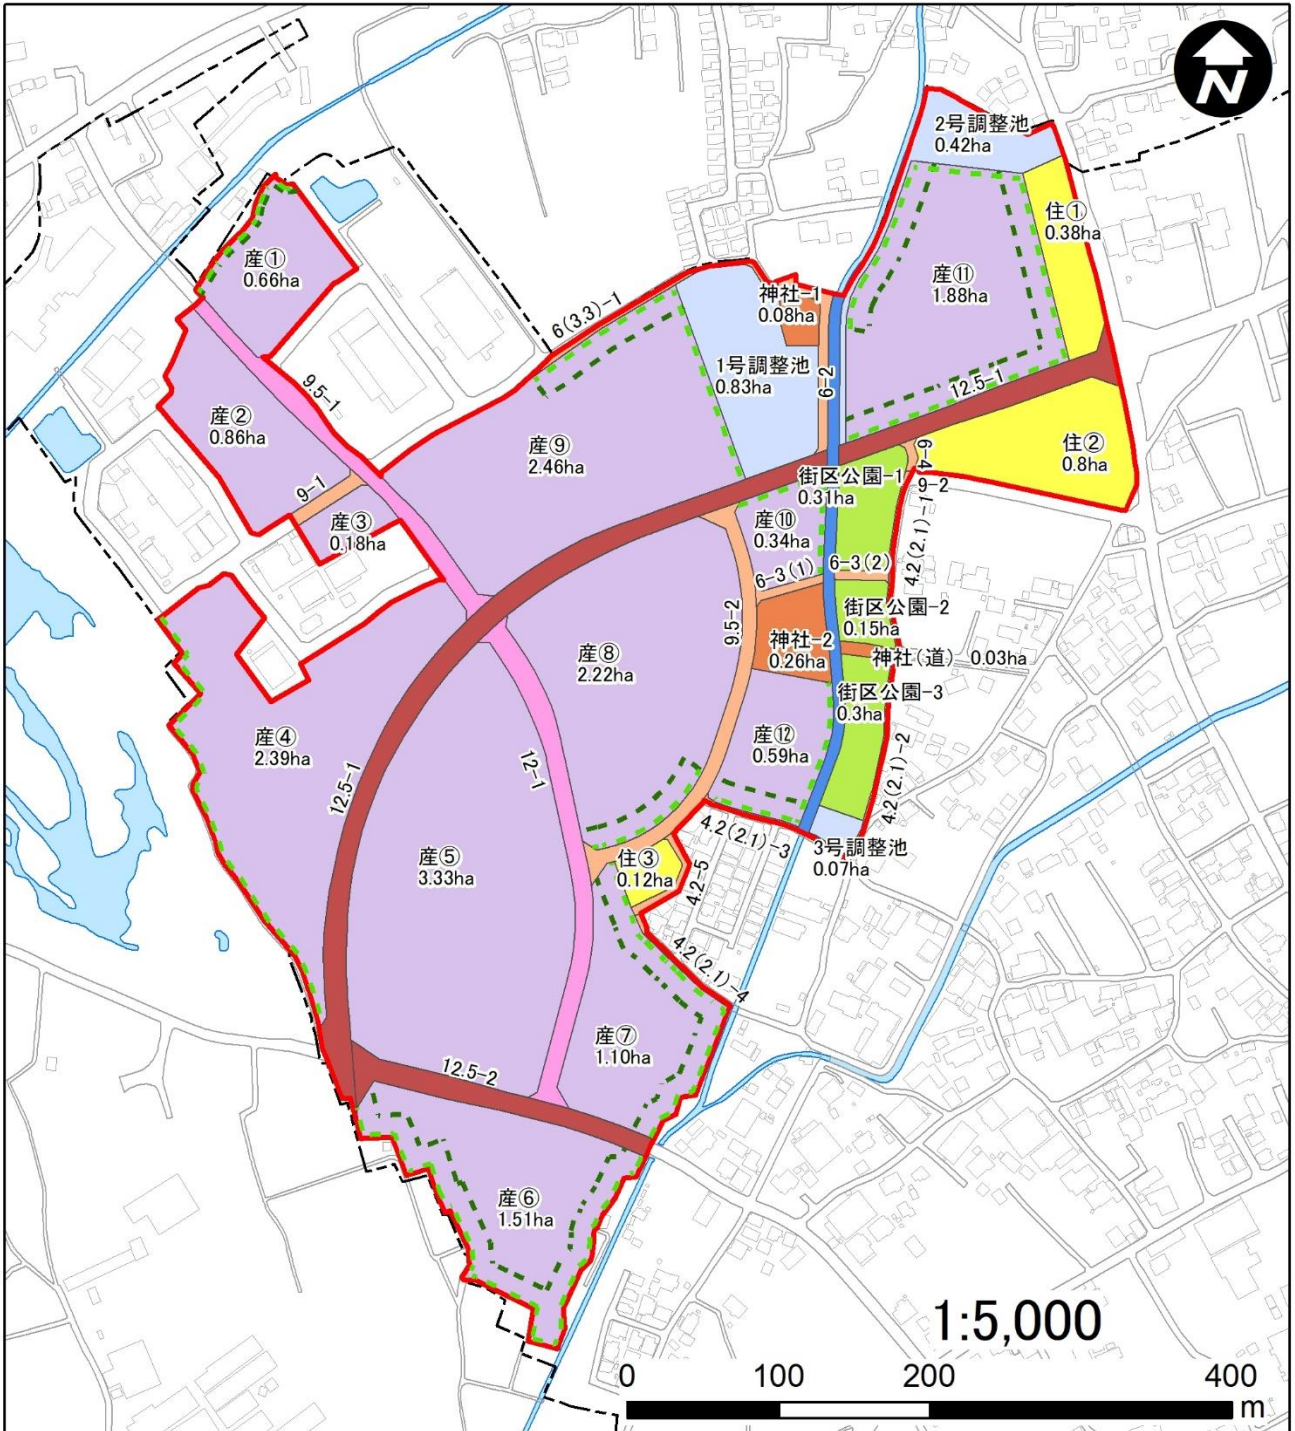 N
2号調整池
0.42ha
住①
0.38ha
産①
0.66ha
産⑪
1.88ha
神社-1
0.08ha
6(3.3)-1
1号調整池
0.83ha
6-2
12.5-1
9.5-1
産②
0.86ha
産⑨
2.46ha
住②
0.8ha
6-4
9-2
街区公園-1
0.31ha
9-1
産③
0.18ha
産⑩
0.34ha
4.2(2.1)-1
6-3(1)
6-3(2)
街区公園-2
0.15ha
9.5-2
神社-2
0.26ha
神社(道) 0.03ha
産⑧
2.22ha
街区公園-3
0.3ha
産④
2.39ha
産⑫
0.59ha
12-1
4.2(2.1)-2
12.5-1
4.2(2.1)-3
産⑤
3.33ha
住③
0.12ha
3号調整池
0.07ha
4.2-5
4.2(2.1)-4
産⑦
1.10ha
12.5-2
産⑥
1.51ha
1:5,000
0 100 200 400
m